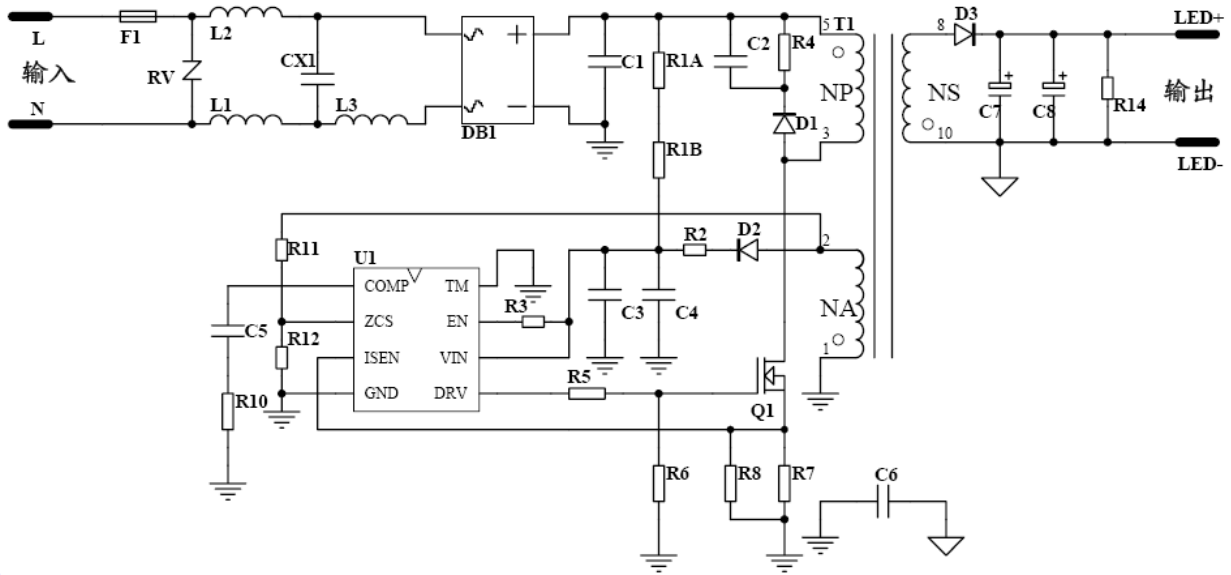 L
F1
L2
RV
CX1
输入
N
L1
L3
DB1
C1
R1A
C2
R4
5
T1
8
D3
LED+
NP
NS
D1
3
10
C7
C8
R14
输出
LED-
R1B
R11
U1
R2
D2
2
COMP
TM
R3
C5
ZCS
EN
C3
C4
NA
R12
ISEN
VIN
1
R10
GND
DRV
R5
Q1
R6
R8
R7
C6